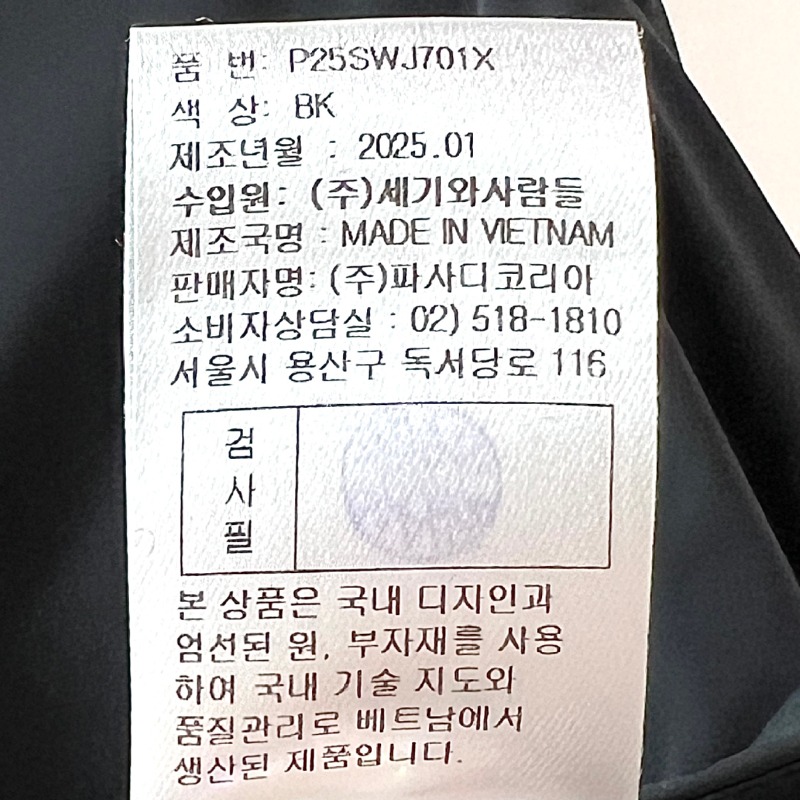 품 번: P25SWJ701X
색 상: BK
제조년월 : 2025.01
수입원: (주)세기와사람들
제조국명 : MADE IN VIETNAM
판매자명: (주)파사디코리아
소비자상담실 : 02) 518-1810
서울시 용산구 독서당로 116
검
사
필
본 상품은 국내 디자인과
엄선된 원, 부자재를 사용
하여 국내 기술 지도와
품질관리로 베트남에서
생산된 제품입니다.